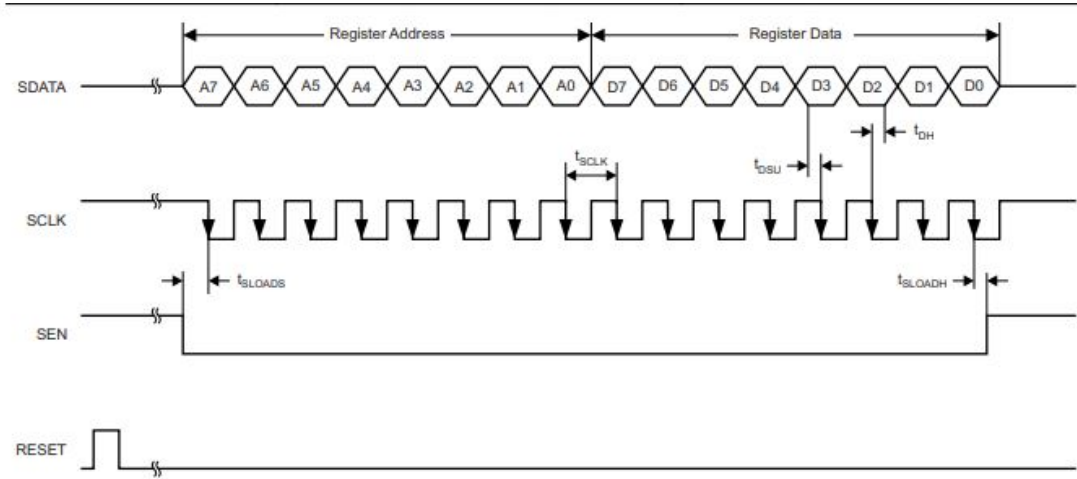 Register Address Register Data
SDATA A7 A6 A5 A4 A3 A2 A1 A0 D7 D6 D5 D4 D3 D2 D1 D0
tDH
tSCLK
tDSU
SCLK
tSLOADS tSLOADH
SEN
RESET